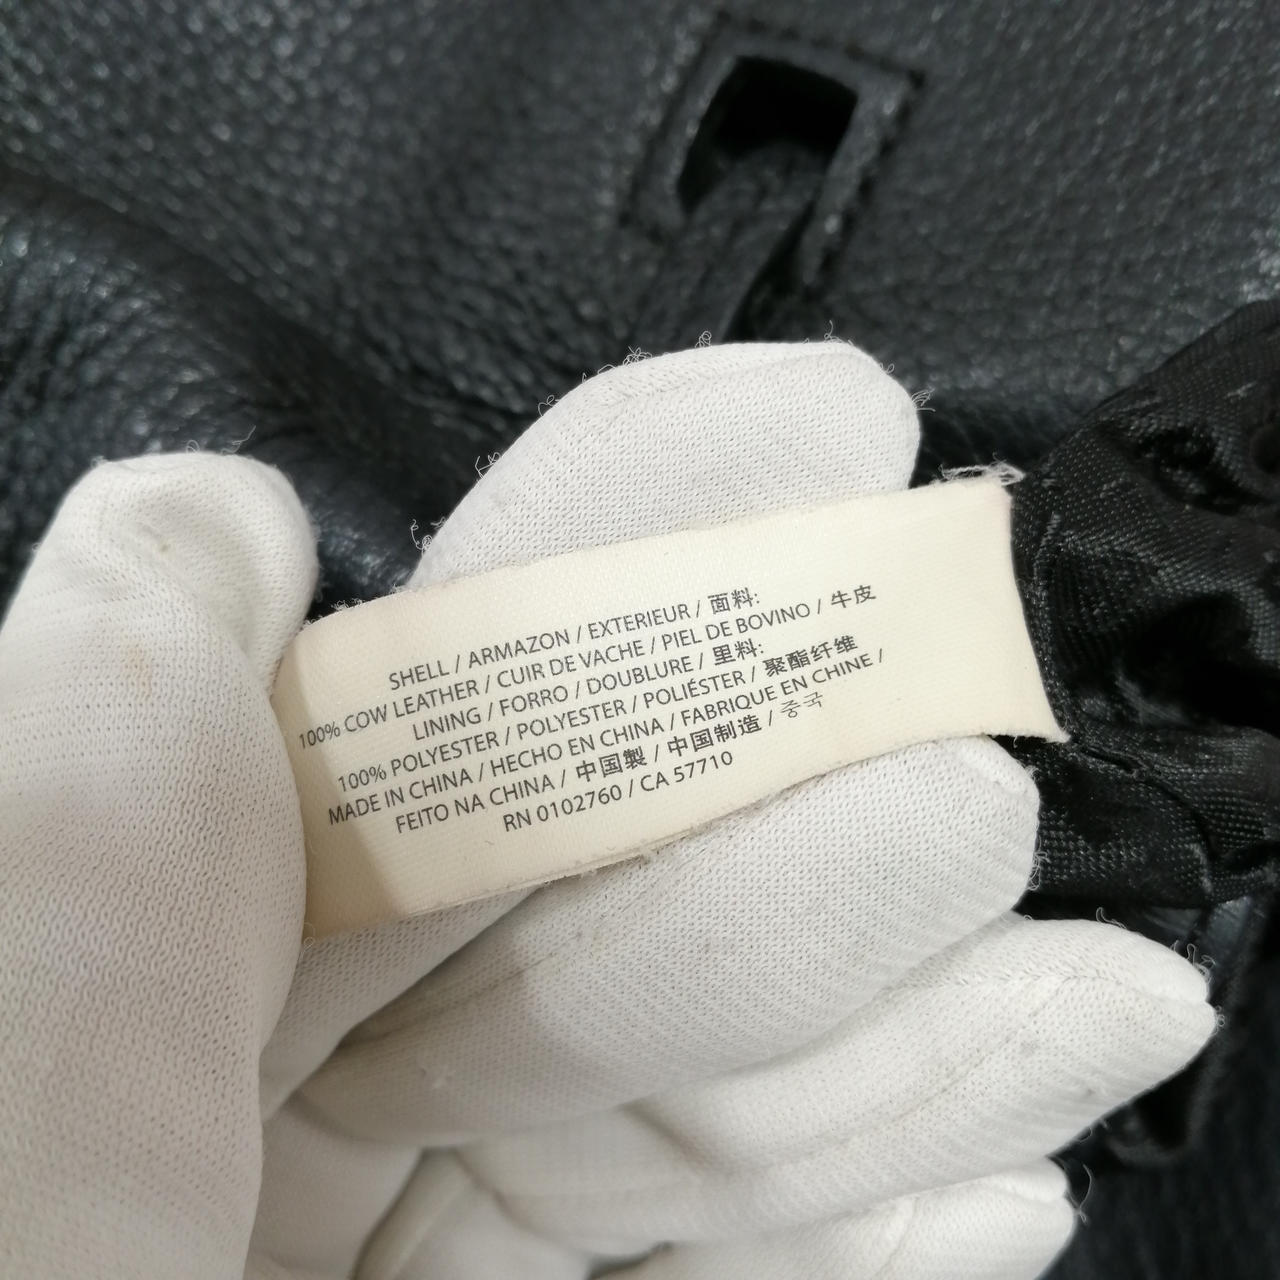 SHELL / ARMAZON / EXTERIEUR / 面料:
100% COW LEATHER / CUIR DE VACHE / PIEL DE BOVINO / 牛皮
LINING / FORRO / DOUBLURE / 里料:
100% POLYESTER / POLYESTER / POLIÉSTER / 聚酯纤维
MADE IN CHINA / HECHO EN CHINA / FABRIQUE EN CHINE /
FEITO NA CHINA / 中国製 / 中国制造 / 중국
RN 0102760 / CA 57710